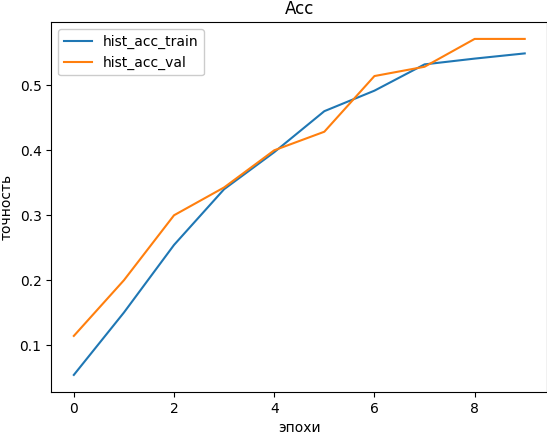 Acc
hist_acc_train
hist_acc_val
точность
0.5
0.4
0.3
0.2
0.1
0 2 4 6 8
эпохи